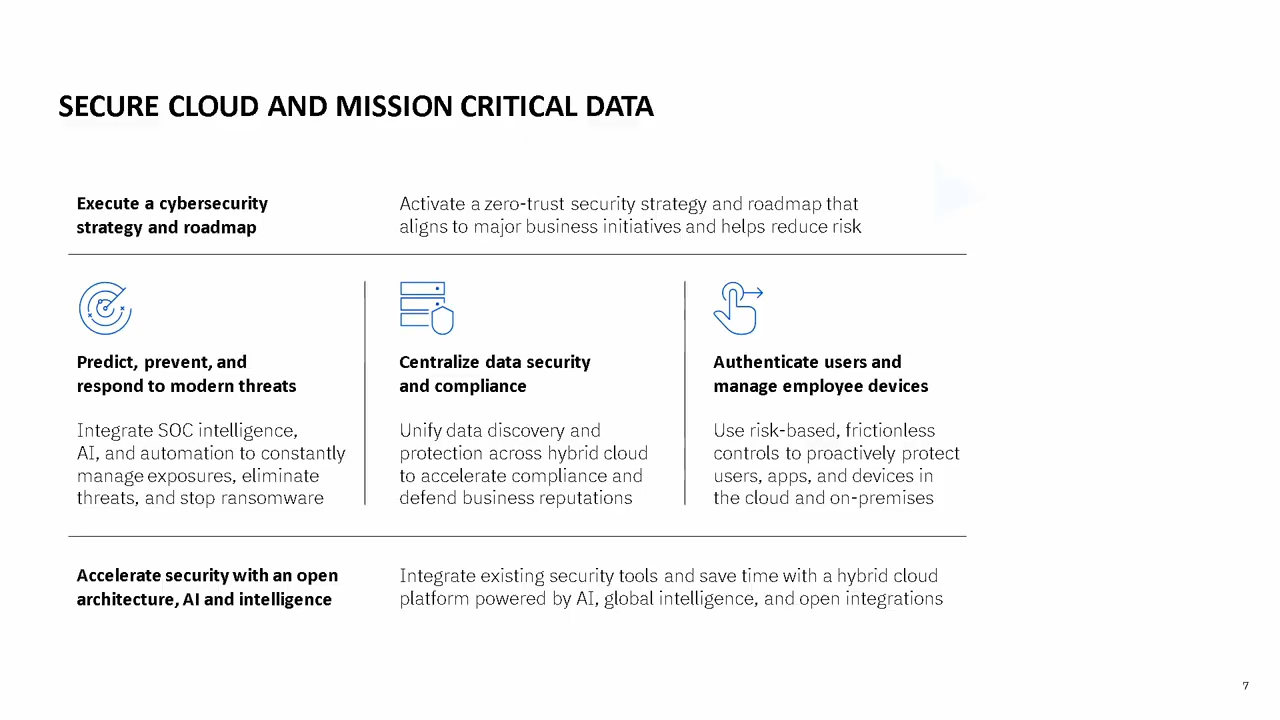 SECURE CLOUD AND MISSION CRITICAL DATA
Execute a cybersecurity
strategy and roadmap
Activate a zero-trust security strategy and roadmap that
aligns to major business initiatives and helps reduce risk
Predict, prevent, and
respond to modern threats
Integrate SOC intelligence,
AI, and automation to constantly
manage exposures, eliminate
threats, and stop ransomware
Centralize data security
and compliance
Unify data discovery and
protection across hybrid cloud
to accelerate compliance and
defend business reputations
Authenticate users and
manage employee devices
Use risk-based, frictionless
controls to proactively protect
users, apps, and devices in
the cloud and on-premises
Accelerate security with an open
architecture, AI and intelligence
Integrate existing security tools and save time with a hybrid cloud
platform powered by AI, global intelligence, and open integrations
7